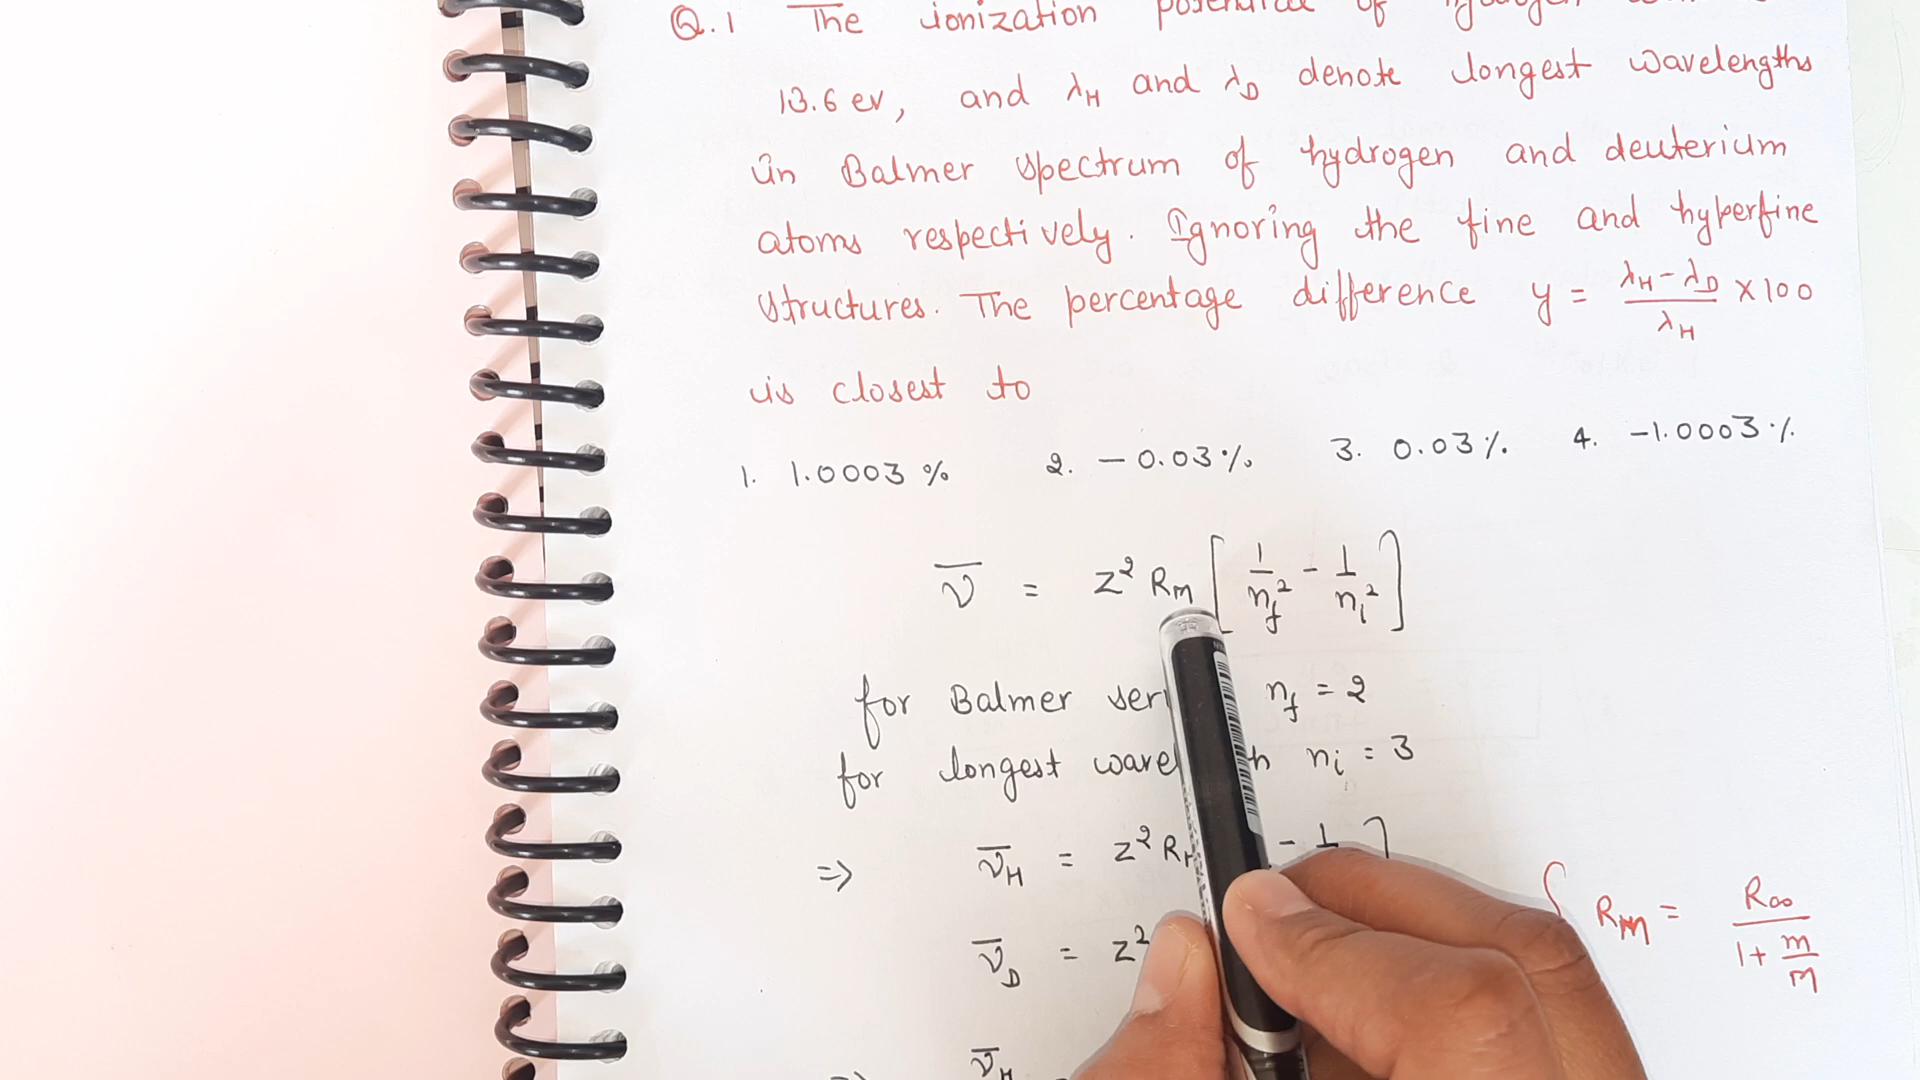 Q.1 The ionization potential of hydrogen
13.6 ev, and λH and λD denote longest wavelengths
in Balmer spectrum of hydrogen and deuterium
atoms respectively. Ignoring the fine and hyperfine
structures. The percentage difference y = (λH - λD)/λH × 100
is closest to
1. 1.0003 % 2. - 0.03% 3. 0.03% 4. -1.0003%
ν̅ = Z² Rm [1/nf² - 1/ni²]
for Balmer nf = 2
for longest ni = 3
=> ν̅H = Z²
ν̅D = Z²
RM = R∞/(1 + m/M)
ν̅H